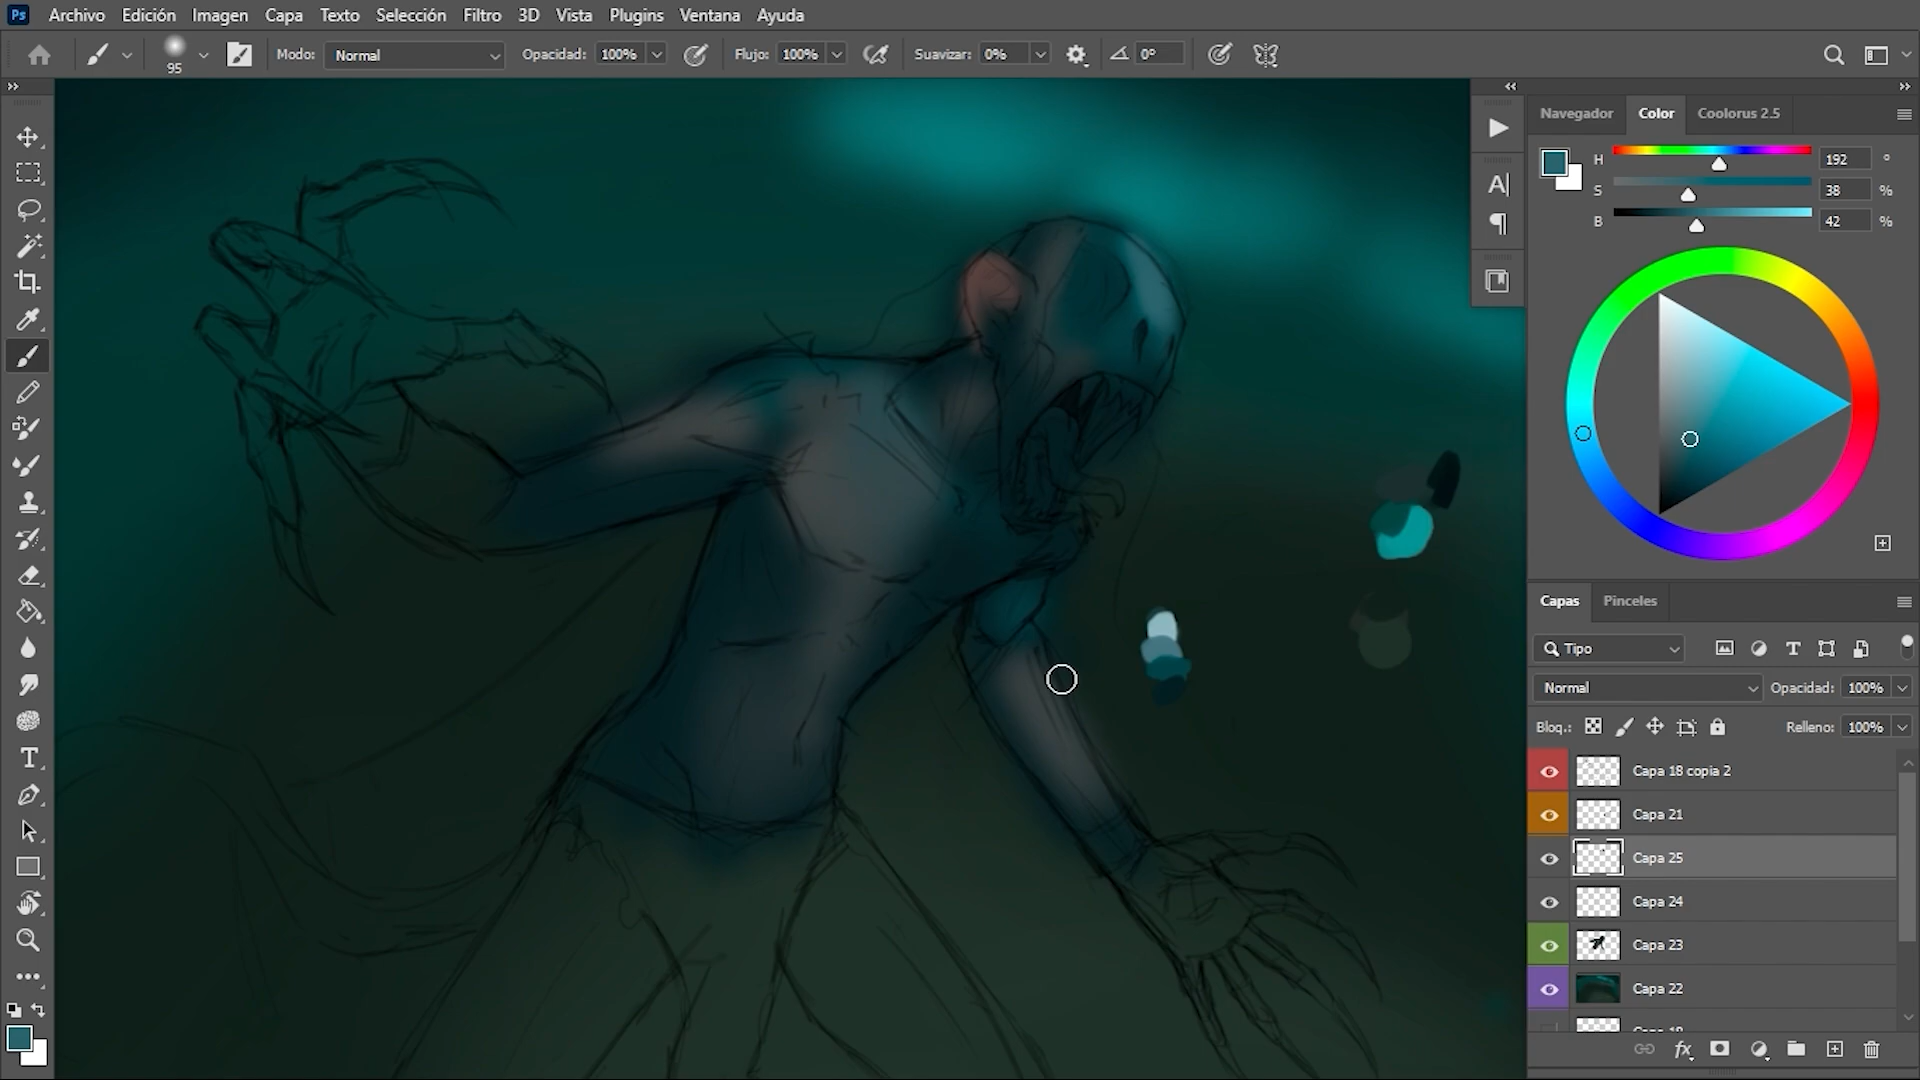 Ps Archivo Edición Imagen Capa Texto Selección Filtro 3D Vista Plugins Ventana Ayuda
95 Modo: Normal Opacidad: 100% Flujo: 100% Suavizar: 0% 0°
Navegador Color Coolorus 2.5
H 192 °
S 38 %
B 42 %
Capas Pinceles
Tipo
Normal Opacidad: 100%
Bloq.: Relleno: 100%
Capa 18 copia 2
Capa 21
Capa 25
Capa 24
Capa 23
Capa 22